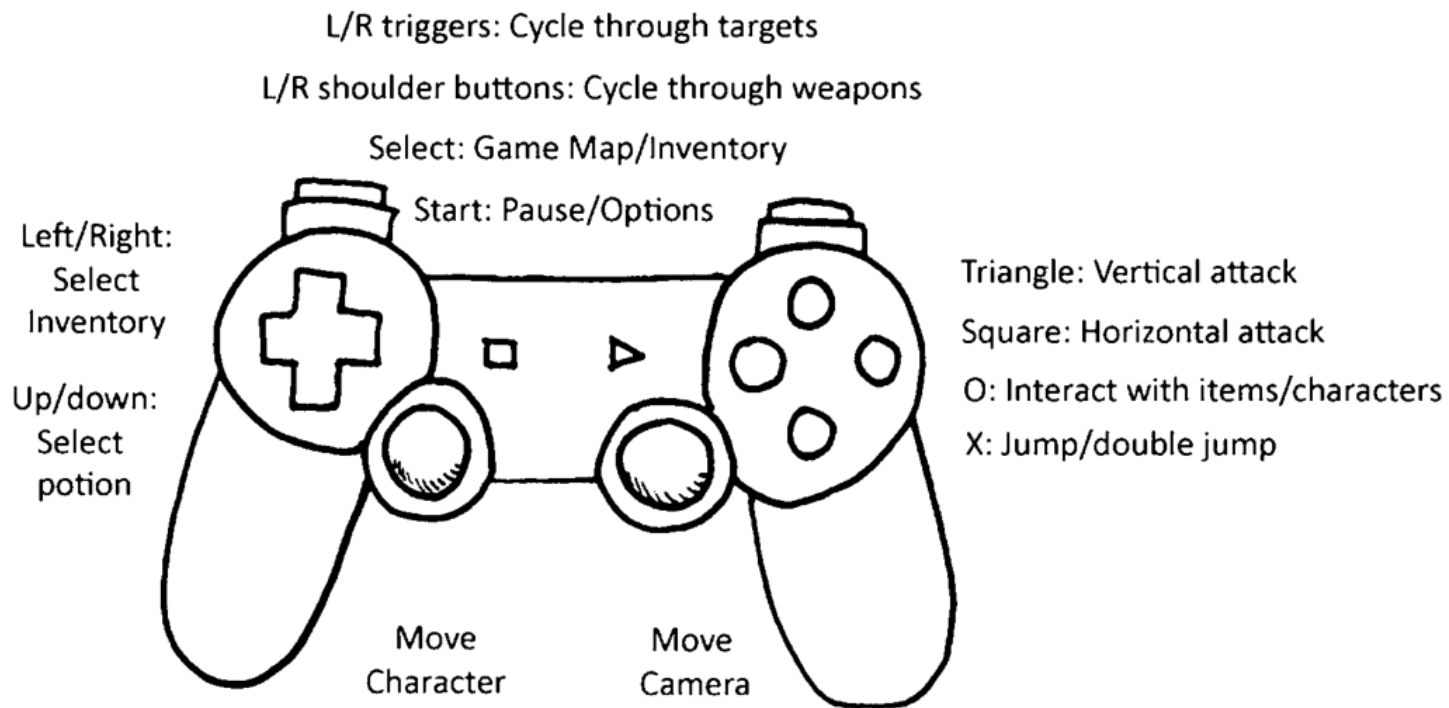 L/R triggers: Cycle through targets
L/R shoulder buttons: Cycle through weapons
Select: Game Map/Inventory
Start: Pause/Options
Left/Right:
Select
Inventory
Up/down:
Select
potion
Triangle: Vertical attack
Square: Horizontal attack
O: Interact with items/characters
X: Jump/double jump
Move
Character
Move
Camera